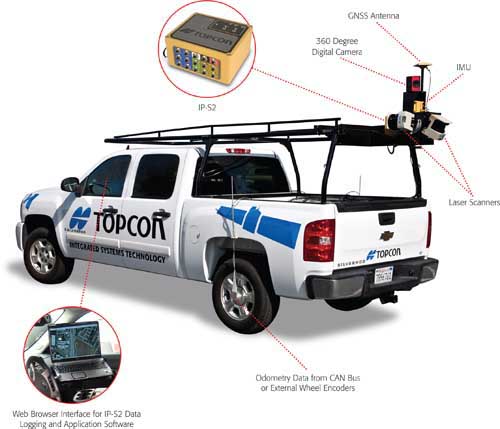 GNSS Antenna
360 Degree
Digital Camera
IMU
TOPCON
IP-S2
Laser Scanners
TOPCON
INTEGRATED SYSTEMS TECHNOLOGY
TOPCON
SILVERADO
Odometry Data from CAN Bus
or External Wheel Encoders
Web Browser Interface for IP-S2 Data
Logging and Application Software